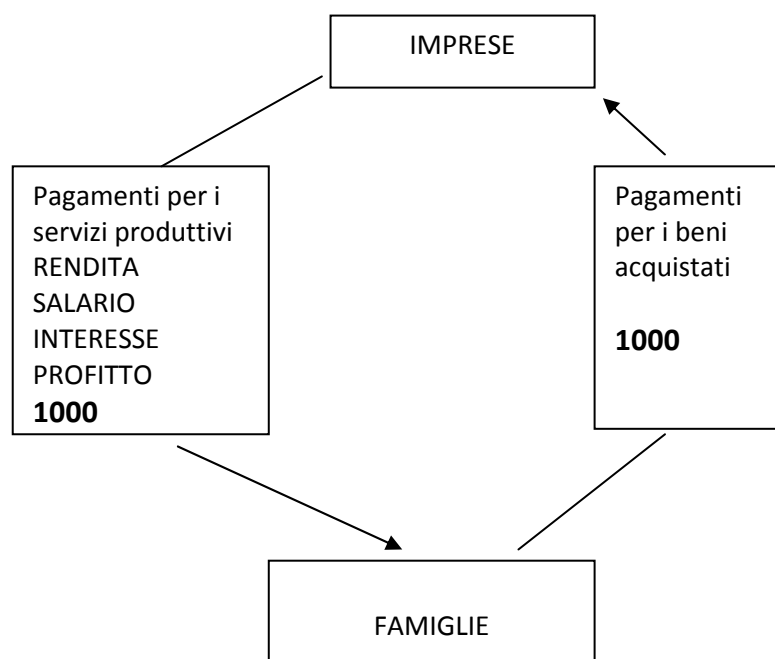 IMPRESE
Pagamenti per i
servizi produttivi
RENDITA
SALARIO
INTERESSE
PROFITTO
1000
Pagamenti
per i beni
acquistati
1000
FAMIGLIE